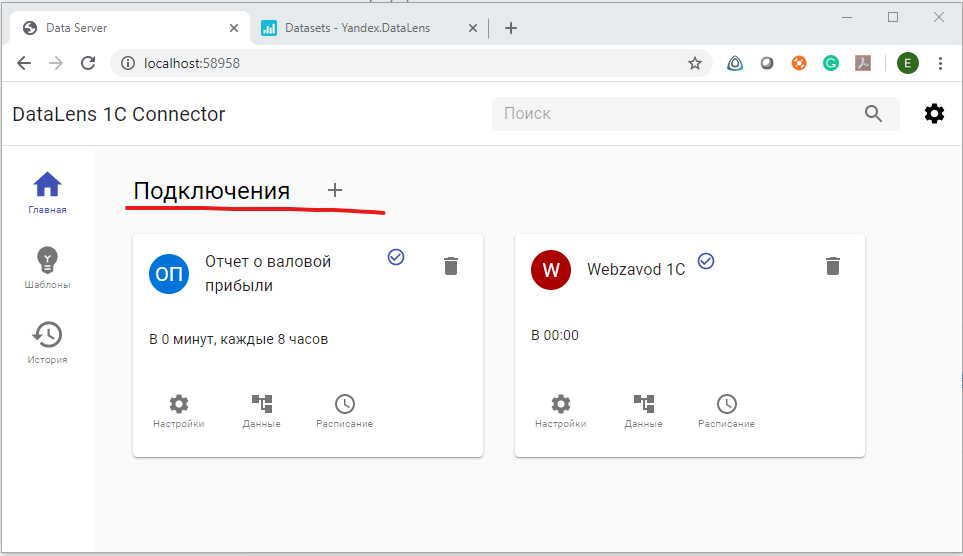 Data Server
Datasets - Yandex.DataLens
localhost:58958
E
DataLens 1C Connector
Поиск
Главная
Шаблоны
История
Подключения
ОП
Отчет о валовой
прибыли
В 0 минут, каждые 8 часов
Настройки
Данные
Расписание
W
Webzavod 1C
В 00:00
Настройки
Данные
Расписание